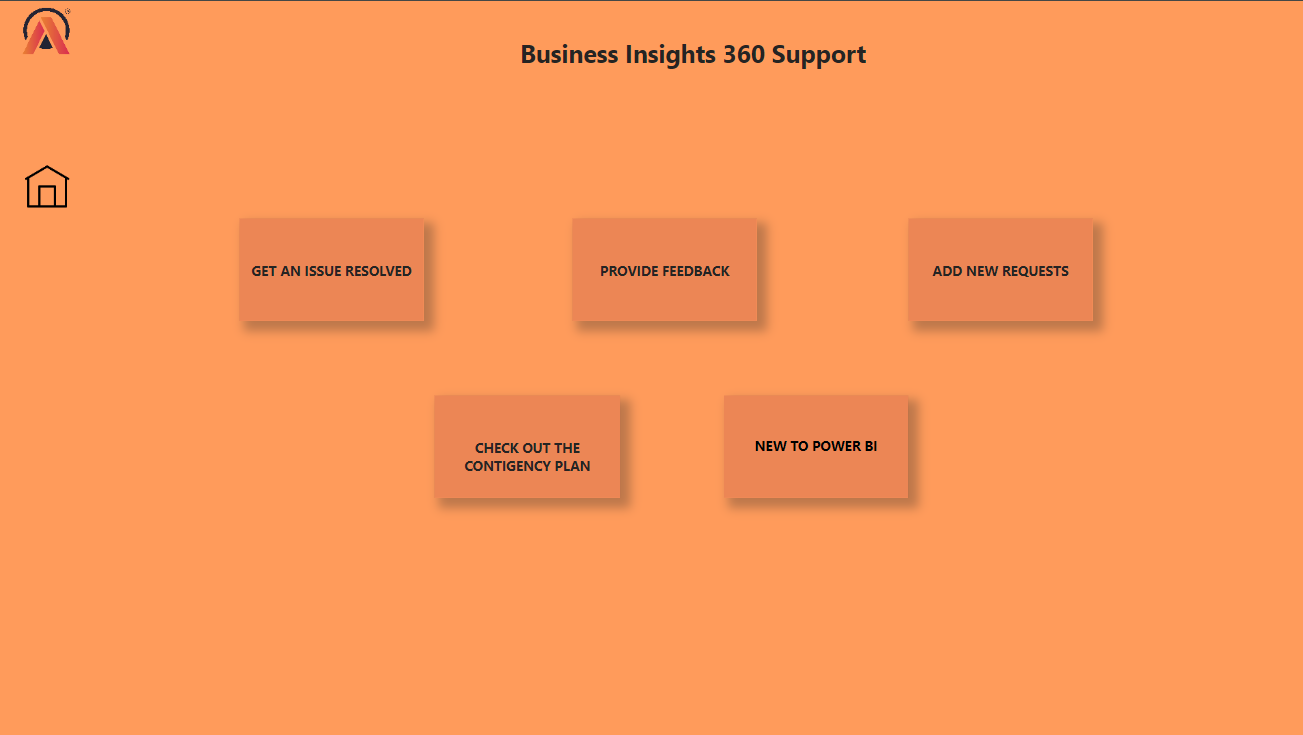 Business Insights 360 Support
GET AN ISSUE RESOLVED
PROVIDE FEEDBACK
ADD NEW REQUESTS
CHECK OUT THE
CONTIGENCY PLAN
NEW TO POWER BI